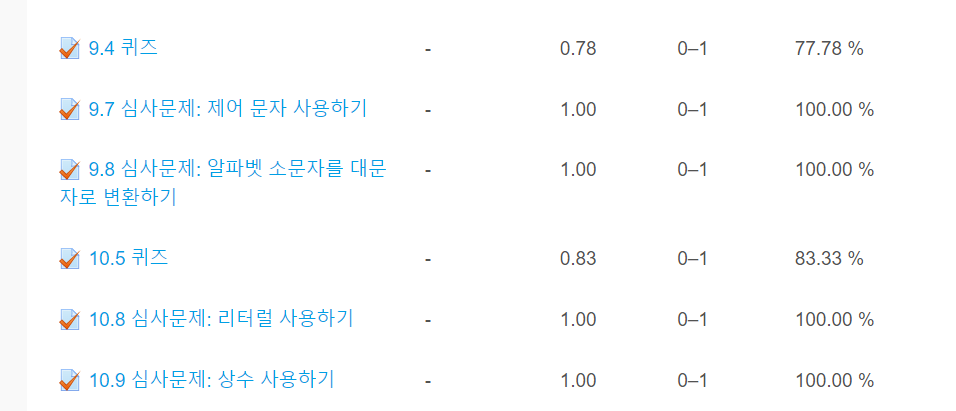 9.4 퀴즈 - 0.78 0–1 77.78 %
9.7 심사문제: 제어 문자 사용하기 - 1.00 0–1 100.00 %
9.8 심사문제: 알파벳 소문자를 대문 - 1.00 0–1 100.00 %
자로 변환하기
10.5 퀴즈 - 0.83 0–1 83.33 %
10.8 심사문제: 리터럴 사용하기 - 1.00 0–1 100.00 %
10.9 심사문제: 상수 사용하기 - 1.00 0–1 100.00 %